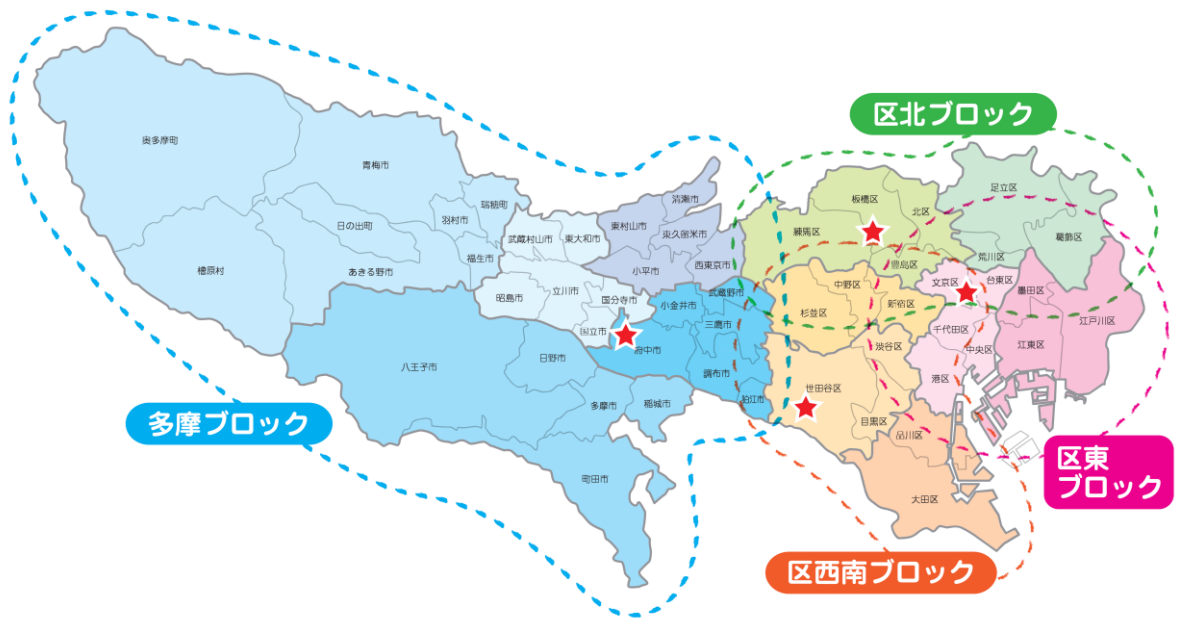 区北ブロック
奥多摩町
青梅市
瑞穂町
羽村市
日の出町
福生市
あきる野市
檜原村
武蔵村山市
東大和市
東村山市
清瀬市
東久留米市
小平市
西東京市
昭島市
立川市
国分寺市
国立市
小金井市
武蔵野市
三鷹市
府中市
調布市
狛江市
八王子市
日野市
多摩市
稲城市
町田市
多摩ブロック
板橋区
北区
練馬区
豊島区
足立区
葛飾区
荒川区
中野区
杉並区
新宿区
渋谷区
世田谷区
目黒区
文京区
台東区
千代田区
中央区
港区
墨田区
江戸川区
江東区
品川区
大田区
区東
ブロック
区西南ブロック